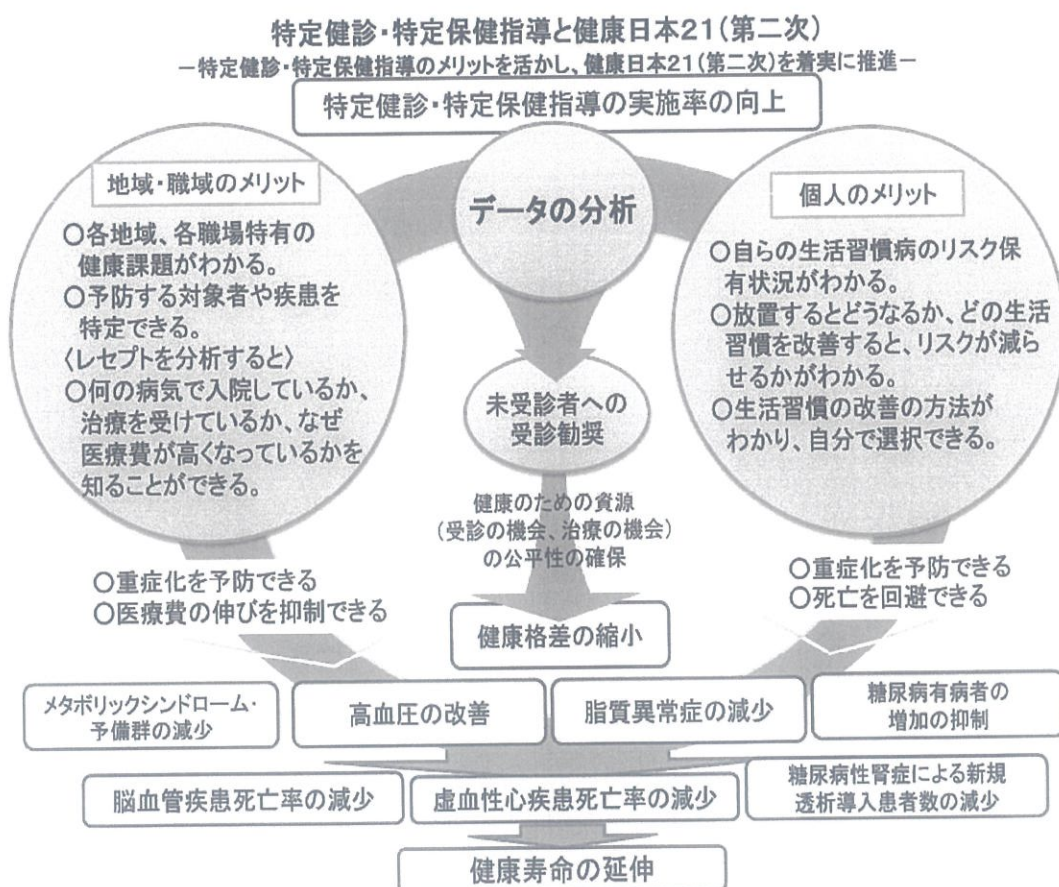 特定健診・特定保健指導と健康日本21(第二次)
－特定健診・特定保健指導のメリットを活かし、健康日本21(第二次)を着実に推進－
特定健診・特定保健指導の実施率の向上
地域・職域のメリット
○各地域、各職場特有の
健康課題がわかる。
○予防する対象者や疾患を
特定できる。
〈レセプトを分析すると〉
○何の病気で入院しているか、
治療を受けているか、なぜ
医療費が高くなっているかを
知ることができる。
データの分析
未受診者への
受診勧奨
健康のための資源
(受診の機会、治療の機会)
の公平性の確保
個人のメリット
○自らの生活習慣病のリスク保
有状況がわかる。
○放置するとどうなるか、どの生活
習慣を改善すると、リスクが減ら
せるかがわかる。
○生活習慣の改善の方法が
わかり、自分で選択できる。
○重症化を予防できる
○医療費の伸びを抑制できる
○重症化を予防できる
○死亡を回避できる
健康格差の縮小
メタボリックシンドローム・
予備群の減少
高血圧の改善
脂質異常症の減少
糖尿病有病者の
増加の抑制
脳血管疾患死亡率の減少
虚血性心疾患死亡率の減少
糖尿病性腎症による新規
透析導入患者数の減少
健康寿命の延伸